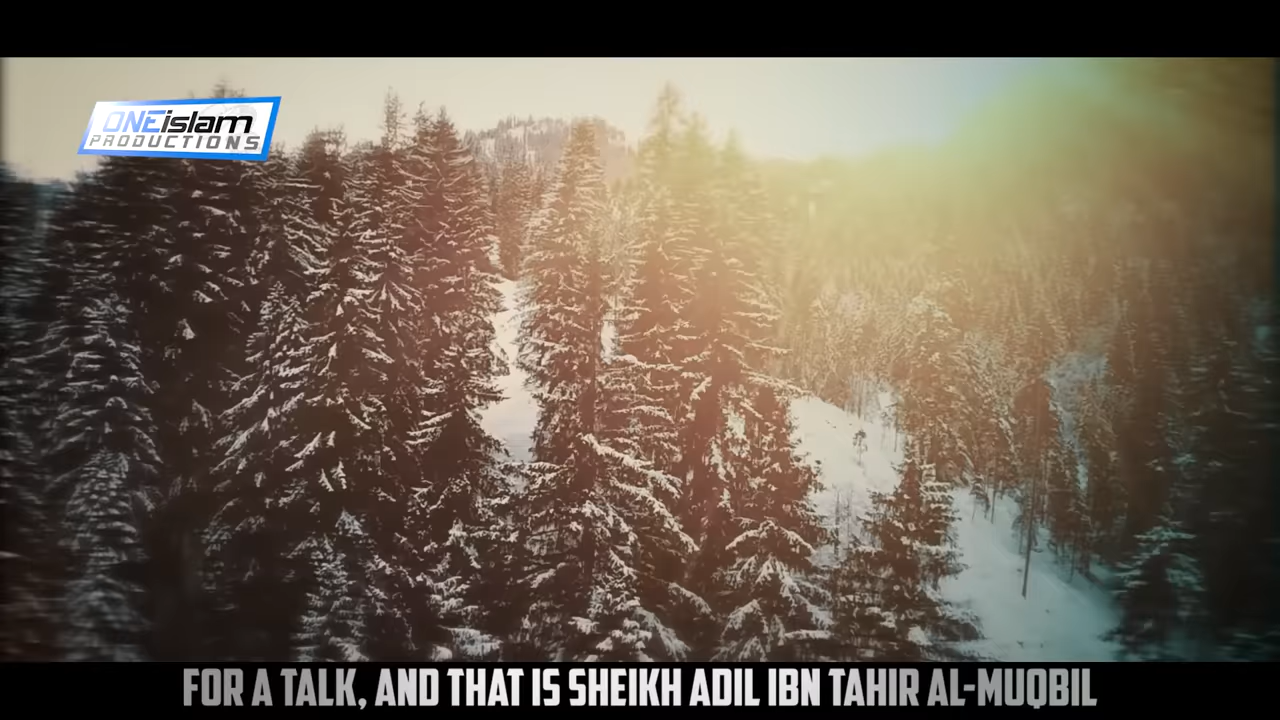 ONEislam
PRODUCTIONS
FOR A TALK, AND THAT IS SHEIKH ADIL IBN TAHIR AL-MUQBIL